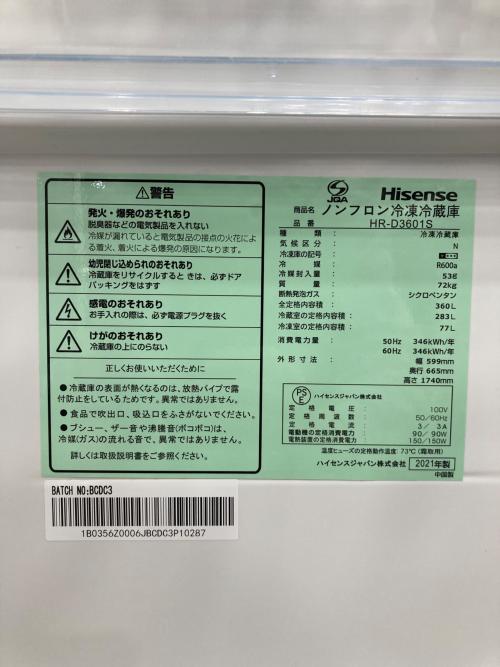 ⚠警告
発火・爆発のおそれあり
脱臭器などの電気製品を入れない
冷媒が漏れていると電気製品の接点の火花によ
る着火、着火による爆発の原因になります。
幼児閉じ込められのおそれあり
冷蔵庫をリサイクルするときは、必ずドア
パッキングをはずす
感電のおそれあり
お手入れの際は、必ず電源プラグを抜く
けがのおそれあり
冷蔵庫の上にのらない
正しくお使いいただくために
●冷蔵庫の表面が熱くなるのは、放熱パイプで露
付防止をしているためです。異常ではありません。
●食品で吹出口、吸込口をふさがないでください。
●ブシュー、ザー音や沸騰音(ポコポコ)は、
冷媒(ガス)の流れる音で、異常ではありません。
詳しくは取扱説明書をご参照ください。
JQA Hisense
商品名 ノンフロン冷凍冷蔵庫
品番 HR-D3601S
種類 : 冷凍冷蔵庫
気候区分 : N
冷凍庫の記号 :
冷媒 : R600a
冷媒封入量 : 53g
質量 : 72kg
断熱発泡ガス : シクロペンタン
全定格内容積 : 360L
冷蔵室の定格内容積 : 283L
冷凍室の定格内容積 : 77L
消費電力量 : 50Hz 346kWh/年
60Hz 346kWh/年
外形寸法 : 幅 599mm
奥行 665mm
高さ 1740mm
PSE ハイセンスジャパン株式会社
定格電圧 : 100V
定格周波数 : 50/60Hz
定格電流 : 3/ 3A
電動機の定格消費電力 : 90/ 90W
電熱装置の定格消費電力 : 150/150W
温度ヒューズの定格動作温度: 73℃(霜取用)
ハイセンスジャパン株式会社 2021年製
中国製
BATCH NO:BCDC3
1B0356Z0006JBCDC3P10287